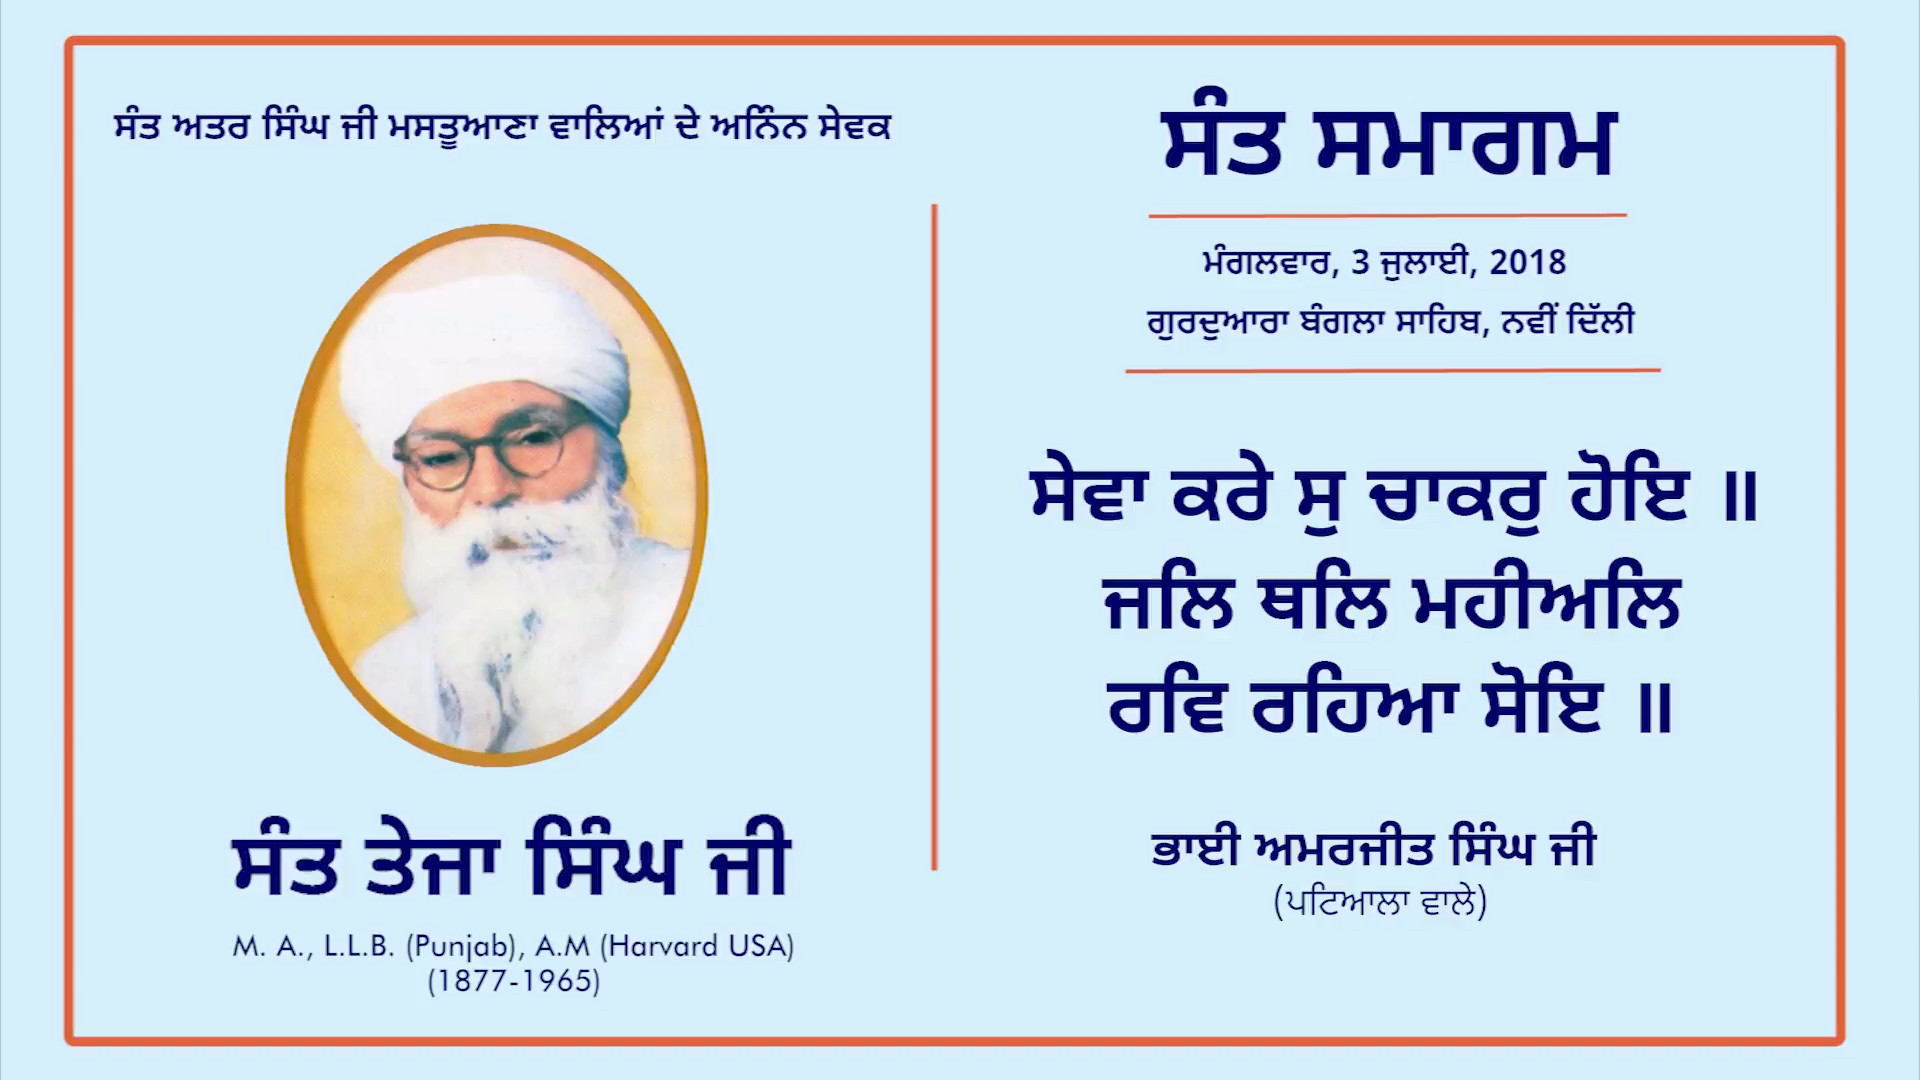 ਸੰਤ ਅਤਰ ਸਿੰਘ ਜੀ ਮਸਤੂਆਣਾ ਵਾਲਿਆਂ ਦੇ ਅਨਿੰਨ ਸੇਵਕ
ਸੰਤ ਤੇਜਾ ਸਿੰਘ ਜੀ
M. A., L.L.B. (Punjab), A.M (Harvard USA)
(1877-1965)
ਸੰਤ ਸਮਾਗਮ
ਮੰਗਲਵਾਰ, 3 ਜੁਲਾਈ, 2018
ਗੁਰਦੁਆਰਾ ਬੰਗਲਾ ਸਾਹਿਬ, ਨਵੀਂ ਦਿੱਲੀ
ਸੇਵਾ ਕਰੇ ਸੁ ਚਾਕਰੁ ਹੋਇ ॥
ਜਲਿ ਥਲਿ ਮਹੀਅਲਿ
ਰਵਿ ਰਹਿਆ ਸੋਇ ॥
ਭਾਈ ਅਮਰਜੀਤ ਸਿੰਘ ਜੀ
(ਪਟਿਆਲਾ ਵਾਲੇ)